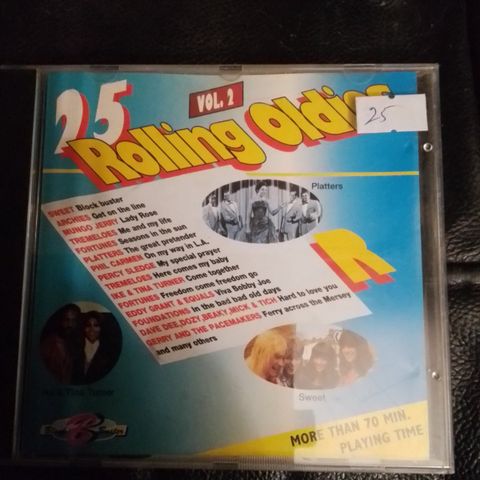 25
VOL. 2
Rolling Oldies
25
Platters
SWEET Block buster
ARCHIES Get on the line
MUNGO JERRY Lady Rose
TREMELOES Me and my life
FORTUNES Seasons in the sun
PLATTERS The great pretender
PHIL CARMEN On my way in L.A.
PERCY SLEDGE My special prayer
TREMELOES Here comes my baby
IKE & TINA TURNER Come together
FORTUNES Freedom come freedom go
EDDY GRANT & EQUALS Viva Bobby Joe
FOUNDATIONS In the bad bad old days
DAVE DEE,DOZY,BEAKY,MICK & TICH Hard to love you
GERRY AND THE PACEMAKERS Ferry across the Mersey
and many others
R
Ike & Tina Turner
Sweet
MORE THAN 70 MIN.
PLAYING TIME